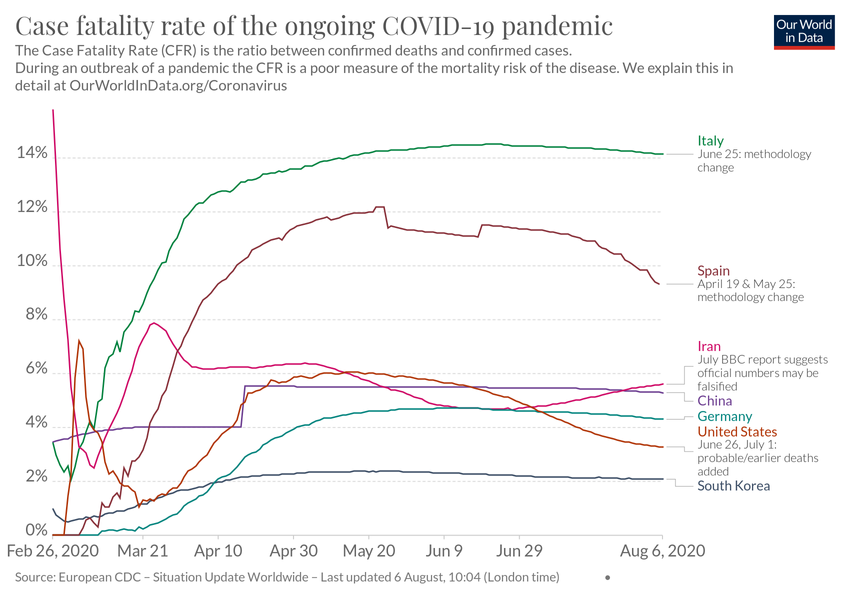 Case fatality rate of the ongoing COVID-19 pandemic
Our World
in Data
The Case Fatality Rate (CFR) is the ratio between confirmed deaths and confirmed cases.
During an outbreak of a pandemic the CFR is a poor measure of the mortality risk of the disease. We explain this in
detail at OurWorldInData.org/Coronavirus
14%
12%
10%
8%
6%
4%
2%
0%
Italy
June 25: methodology
change
Spain
April 19 & May 25:
methodology change
Iran
July BBC report suggests
official numbers may be
falsified
China
Germany
United States
June 26, July 1:
probable/earlier deaths
added
South Korea
Feb 26, 2020 Mar 21 Apr 10 Apr 30 May 20 Jun 9 Jun 29 Aug 6, 2020
Source: European CDC – Situation Update Worldwide – Last updated 6 August, 10:04 (London time) •